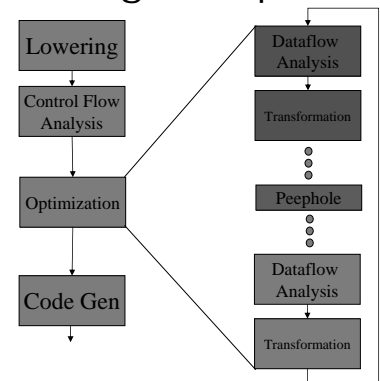 Lowering
Control Flow
Analysis
Optimization
Code Gen
Dataflow
Analysis
Transformation
Peephole
Dataflow
Analysis
Transformation